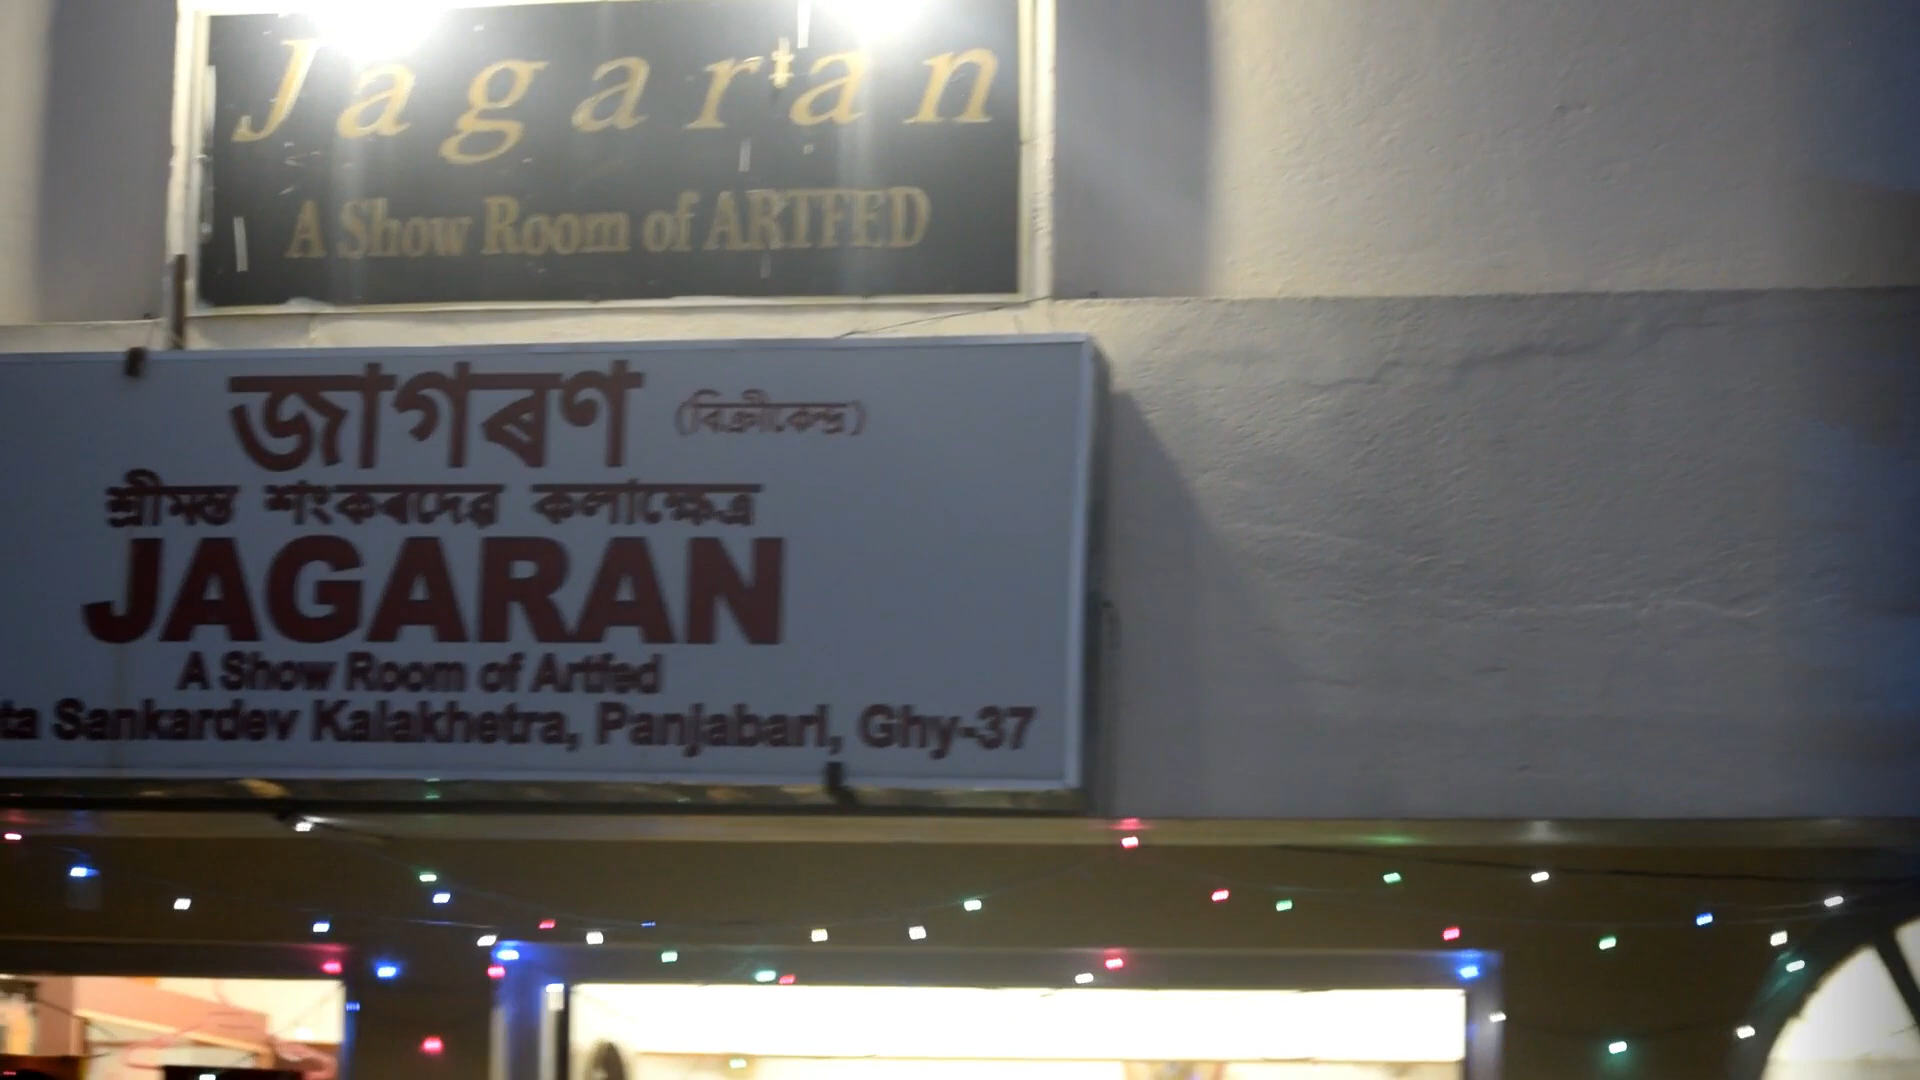 Jagaran
A Show Room of ARTFED
জাগৰণ (বিক্ৰীকেন্দ্ৰ)
শ্ৰীমন্ত শংকৰদেৱ কলাক্ষেত্ৰ
JAGARAN
A Show Room of Artfed
ta Sankardev Kalakhetra, Panjabari, Ghy-37